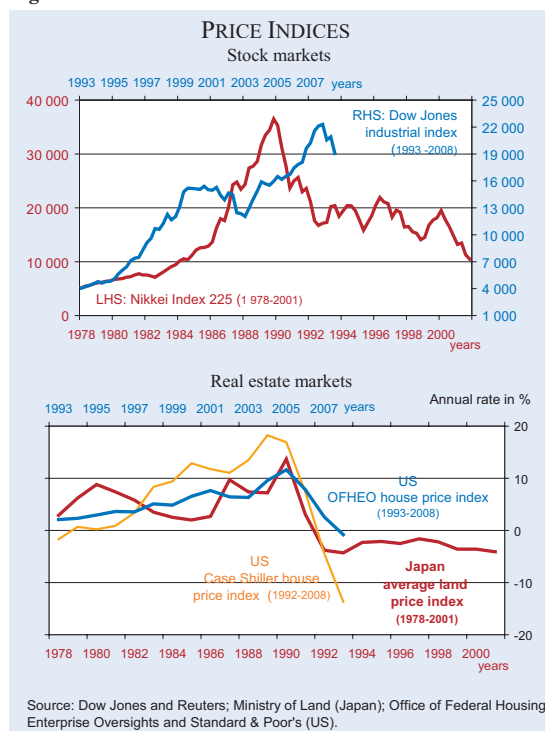 PRICE INDICES
Stock markets
1993 1995 1997 1999 2001 2003 2005 2007 years
40 000 25 000
RHS: Dow Jones
22 000
industrial index
30 000 (1993 -2008) 19 000
16 000
20 000 13 000
10 000
10 000 7 000
LHS: Nikkei Index 225 (1 978-2001)
4 000
0 1 000
1978 1980 1982 1984 1986 1988 1990 1992 1994 1996 1998 2000
years
Real estate markets
Annual rate in %
1993 1995 1997 1999 2001 2003 2005 2007 years
20
10
US
OFHEO house price index
(1993-2008)
0
US
Case Shiller house
price index (1992-2008)
Japan
average land
price index
(1978-2001)
-10
-20
1978 1980 1982 1984 1986 1988 1990 1992 1994 1996 1998 2000
years
Source: Dow Jones and Reuters; Ministry of Land (Japan); Office of Federal Housing
Enterprise Oversights and Standard & Poor's (US).